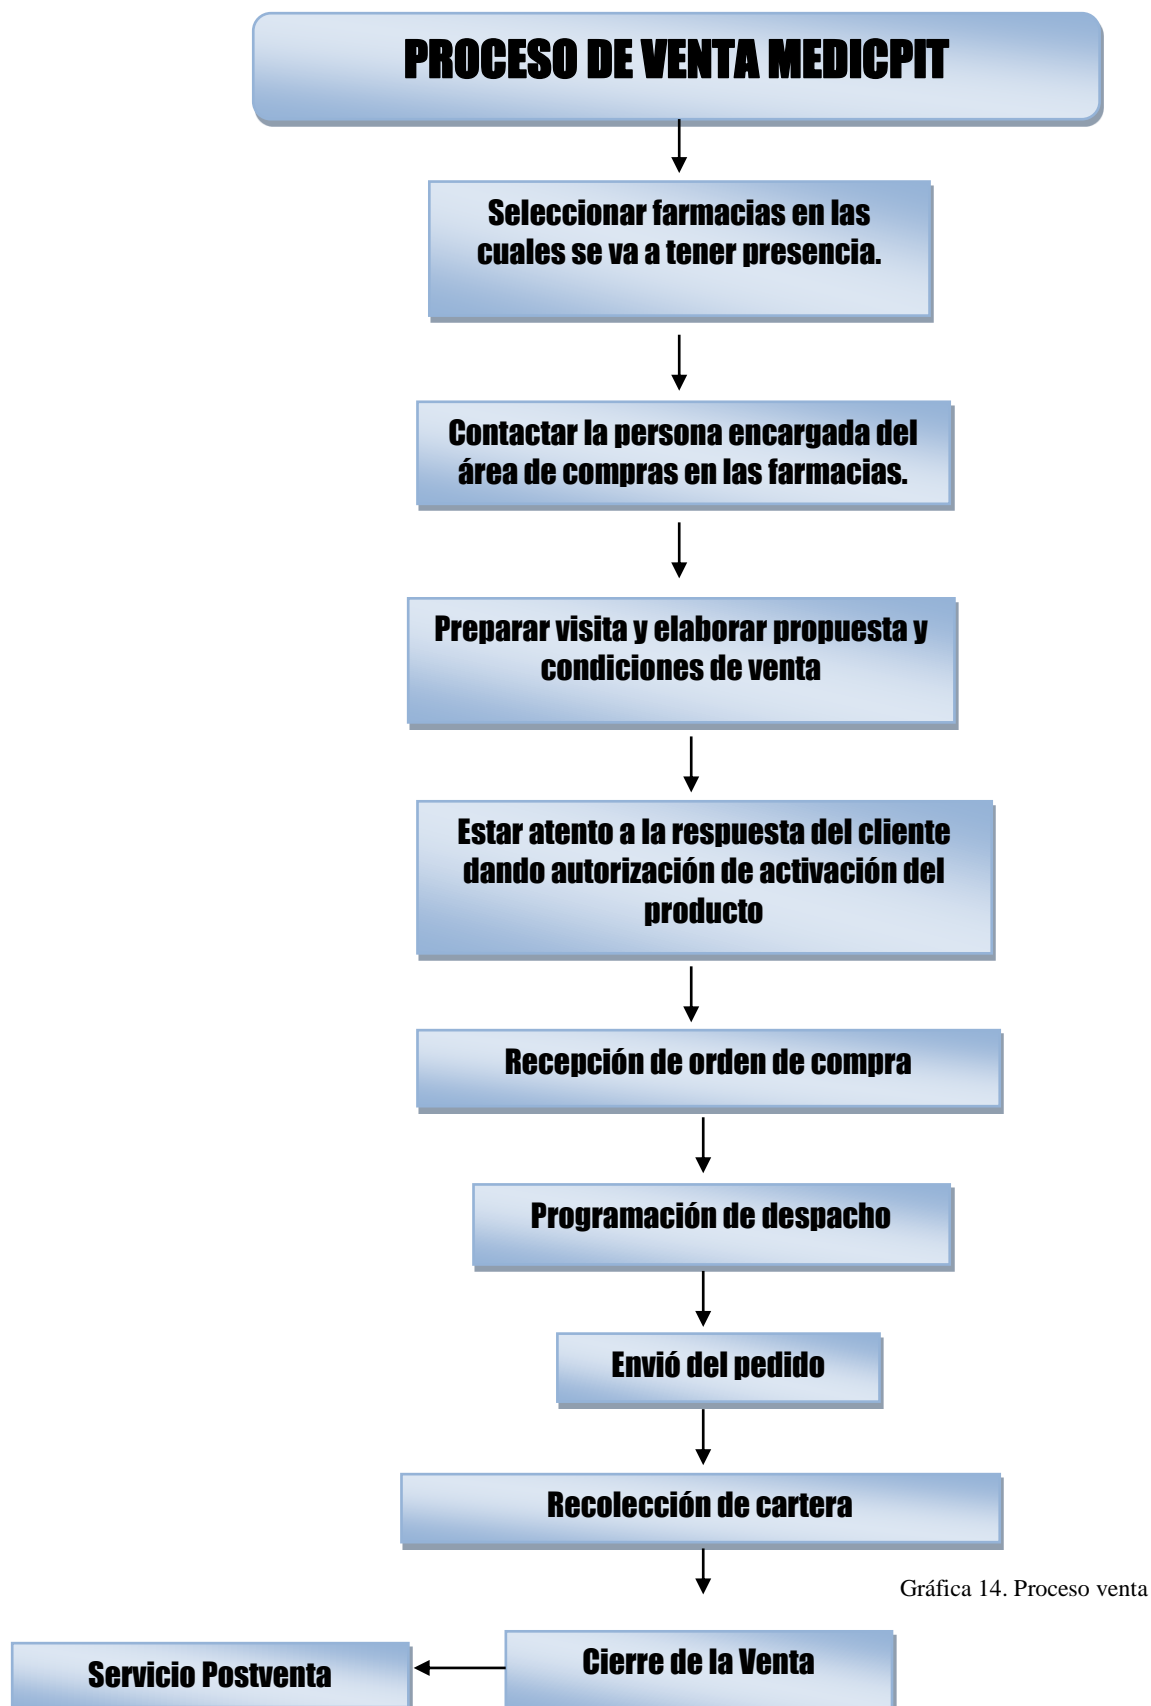 PROCESO DE VENTA MEDICPIT
Seleccionar farmacias en las
cuales se va a tener presencia.
Contactar la persona encargada del
área de compras en las farmacias.
Preparar visita y elaborar propuesta y
condiciones de venta
Estar atento a la respuesta del cliente
dando autorización de activación del
producto
Recepción de orden de compra
Programación de despacho
Envió del pedido
Recolección de cartera
Gráfica 14. Proceso venta
Cierre de la Venta
Servicio Postventa